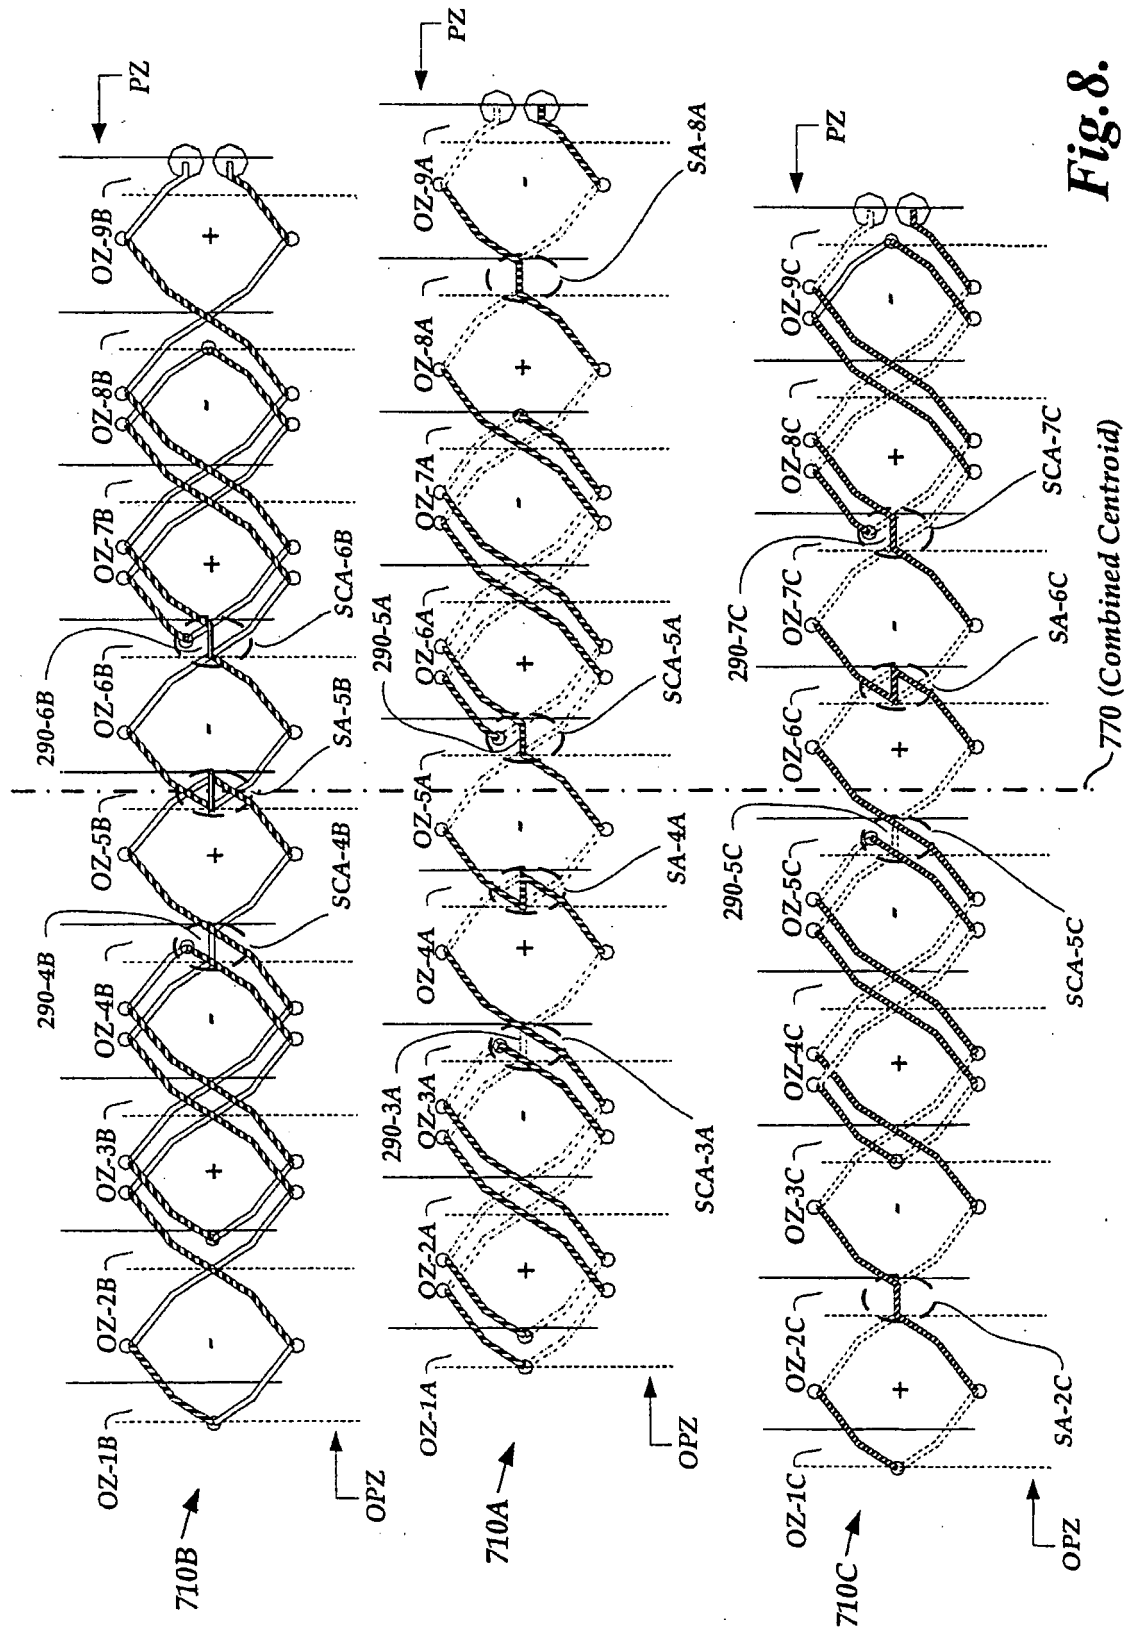 710B
OPZ
OZ-1B
OZ-2B
OZ-3B
OZ-4B
OZ-5B
OZ-6B
OZ-7B
OZ-8B
OZ-9B
PZ
290-4B
290-6B
SCA-4B
SA-5B
SCA-6B
-
+
-
+
-
+
-
+
710A
OPZ
OZ-1A
OZ-2A
OZ-3A
OZ-4A
OZ-5A
OZ-6A
OZ-7A
OZ-8A
OZ-9A
PZ
290-3A
290-5A
SCA-3A
SA-4A
SCA-5A
SA-8A
+
-
+
-
+
-
+
-
710C
OPZ
OZ-1C
OZ-2C
OZ-3C
OZ-4C
OZ-5C
OZ-6C
OZ-7C
OZ-8C
OZ-9C
PZ
290-5C
290-7C
SA-2C
SCA-5C
SA-6C
SCA-7C
+
-
+
-
+
-
+
-
770 (Combined Centroid)
Fig.8.